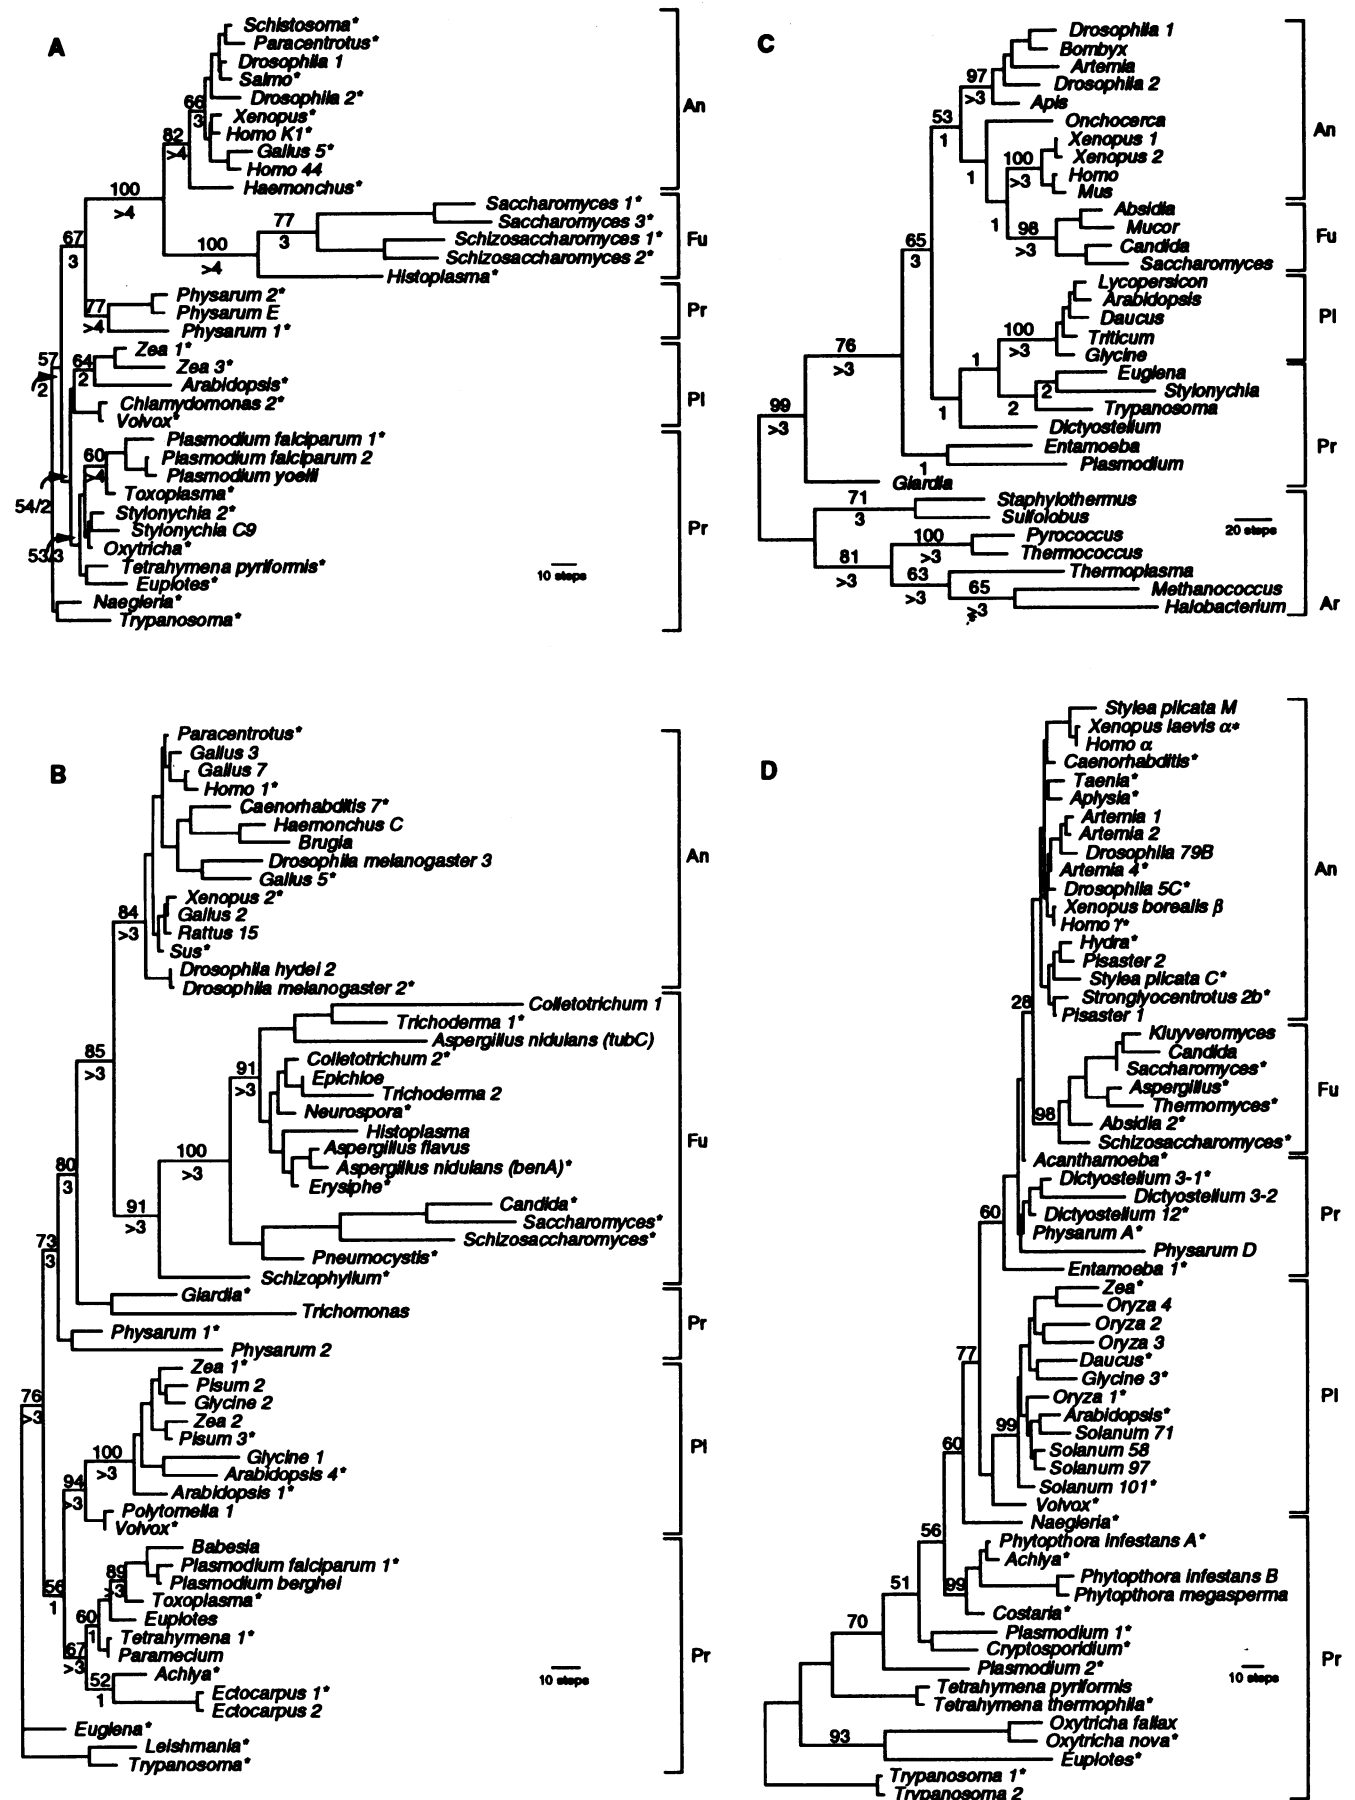 A
Schistosoma*
Paracentrotus*
Drosophila 1
Salmo*
Drosophila 2*
66
3
Xenopus*
Homo K1*
82
>4
Gallus 5*
Homo 44
Haemonchus*
An
100
>4
Saccharomyces 1*
77
3
Saccharomyces 3*
Schizosaccharomyces 1*
100
>4
Schizosaccharomyces 2*
Histoplasma*
Fu
67
3
Physarum 2*
77
>4
Physarum E
Physarum 1*
Pr
57
2
Zea 1*
64
2
Zea 3*
Arabidopsis*
Chlamydomonas 2*
Volvox*
Pl
Plasmodium falciparum 1*
60
>4
Plasmodium falciparum 2
Plasmodium yoelii
Toxoplasma*
54/2
Stylonychia 2*
Stylonychia C9
53/3
Oxytricha*
Tetrahymena pyriformis*
Euplotes*
Naegleria*
Trypanosoma*
Pr
10 steps
C
Drosophila 1
Bombyx
Artemia
97
>3
Drosophila 2
Apis
53
1
Onchocerca
Xenopus 1
100
>3
Xenopus 2
1
Homo
Mus
An
1
Absidia
98
>3
Mucor
Candida
Saccharomyces
Fu
65
3
Lycopersicon
Arabidopsis
Daucus
100
>3
Triticum
Glycine
Pl
76
>3
1
Euglena
2
Stylonychia
2
Trypanosoma
1
Dictyostelium
Entamoeba
1
Plasmodium
Giardia
Pr
99
>3
71
3
Staphylothermus
Sulfolobus
100
>3
Pyrococcus
Thermococcus
81
>3
63
>3
Thermoplasma
65
>3
Methanococcus
Halobacterium
Ar
20 steps
B
Paracentrotus*
Gallus 3
Gallus 7
Homo 1*
Caenorhabditis 7*
Haemonchus C
Brugia
Drosophila melanogaster 3
Gallus 5*
Xenopus 2*
84
>3
Gallus 2
Rattus 15
Sus*
Drosophila hydei 2
Drosophila melanogaster 2*
An
Colletotrichum 1
Trichoderma 1*
Aspergillus nidulans (tubC)
85
>3
Colletotrichum 2*
91
>3
Epichloe
Trichoderma 2
Neurospora*
Histoplasma
100
>3
Aspergillus flavus
Aspergillus nidulans (benA)*
Erysiphe*
91
>3
Candida*
Saccharomyces*
Schizosaccharomyces*
Pneumocystis*
Schizophyllum*
Fu
80
3
Giardia*
Trichomonas
73
3
Physarum 1*
Physarum 2
Pr
Zea 1*
Pisum 2
76
>3
Glycine 2
Zea 2
Pisum 3*
100
>3
Glycine 1
Arabidopsis 4*
94
>3
Arabidopsis 1*
Polytomella 1
Volvox*
Pl
Babesia
89
>3
Plasmodium falciparum 1*
56
1
Plasmodium berghei
Toxoplasma*
60
1
Euplotes
Tetrahymena 1*
67
>3
Paramecium
52
1
Achlya*
Ectocarpus 1*
Ectocarpus 2
Euglena*
Leishmania*
Trypanosoma*
Pr
10 steps
D
Stylea plicata M
Xenopus laevis α*
Homo α
Caenorhabditis*
Taenia*
Aplysia*
Artemia 1
Artemia 2
Drosophila 79B
Artemia 4*
Drosophila 5C*
Xenopus borealis β
Homo γ*
Hydra*
Pisaster 2
Stylea plicata C*
28
Stronglyocentrotus 2b*
Pisaster 1
An
Kluyveromyces
Candida
Saccharomyces*
Aspergillus*
98
Thermomyces*
Absidia 2*
Schizosaccharomyces*
Fu
Acanthamoeba*
Dictyostelium 3-1*
Dictyostelium 3-2
60
Dictyostelium 12*
Physarum A*
Physarum D
Entamoeba 1*
Pr
Zea*
Oryza 4
Oryza 2
Oryza 3
77
Daucus*
Glycine 3*
Oryza 1*
99
Arabidopsis*
Solanum 71
60
Solanum 58
Solanum 97
Solanum 101*
Volvox*
Pl
Naegleria*
56
Phytopthora infestans A*
Achlya*
51
99
Phytopthora infestans B
Phytopthora megasperma
Costaria*
70
Plasmodium 1*
Cryptosporidium*
Plasmodium 2*
Tetrahymena pyriformis
Tetrahymena thermophila*
93
Oxytricha fallax
Oxytricha nova*
Euplotes*
Trypanosoma 1*
Trypanosoma 2
Pr
10 steps